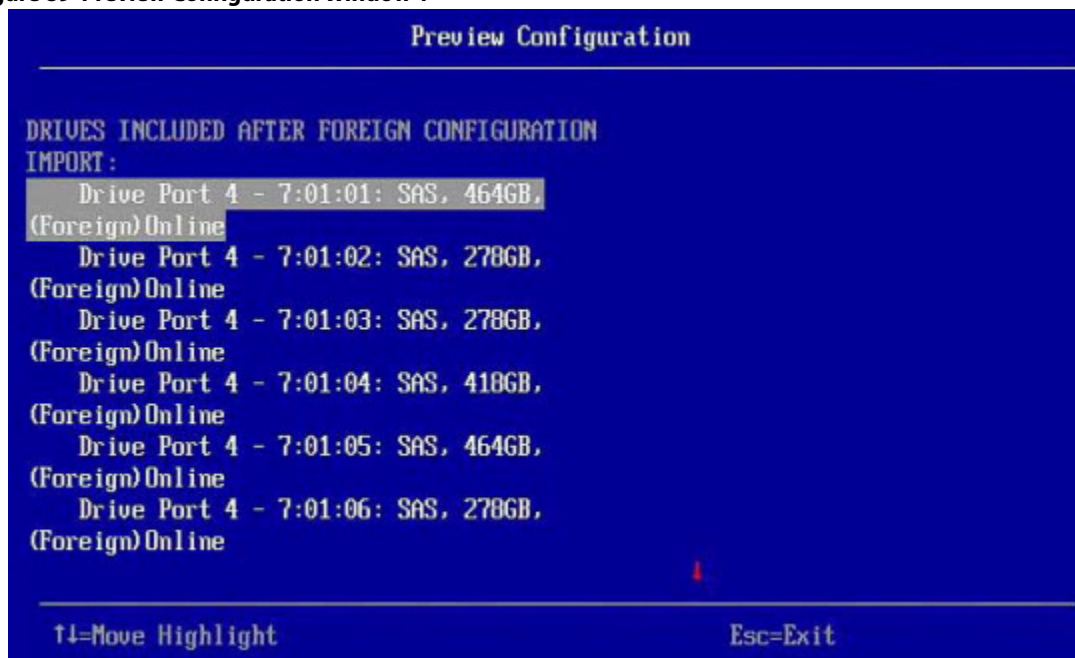 Preview Configuration
DRIVES INCLUDED AFTER FOREIGN CONFIGURATION
IMPORT:
Drive Port 4 - 7:01:01: SAS, 464GB,
(Foreign)Online
Drive Port 4 - 7:01:02: SAS, 278GB,
(Foreign)Online
Drive Port 4 - 7:01:03: SAS, 278GB,
(Foreign)Online
Drive Port 4 - 7:01:04: SAS, 418GB,
(Foreign)Online
Drive Port 4 - 7:01:05: SAS, 464GB,
(Foreign)Online
Drive Port 4 - 7:01:06: SAS, 278GB,
(Foreign)Online
↓
↑↓=Move Highlight Esc=Exit